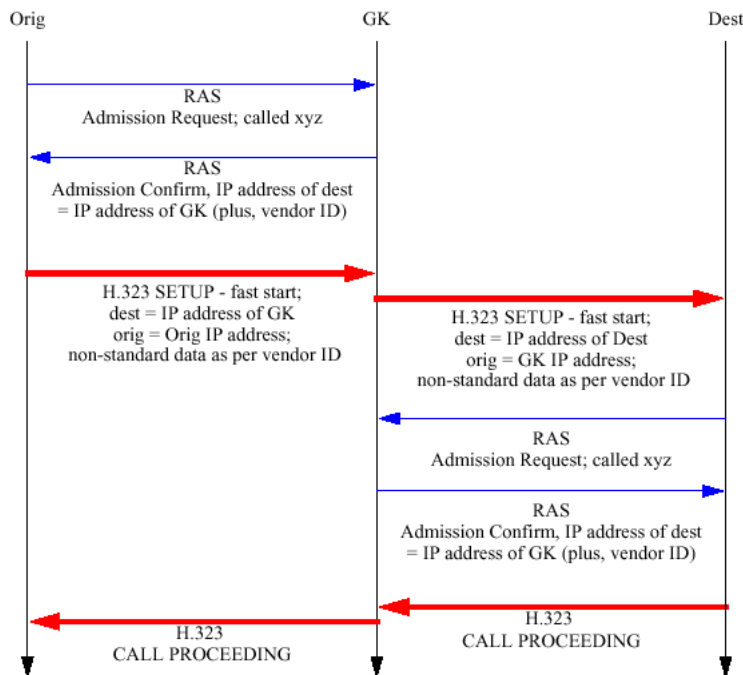 Orig
GK
Dest
RAS
Admission Request; called xyz
RAS
Admission Confirm, IP address of dest
= IP address of GK (plus, vendor ID)
H.323 SETUP - fast start;
dest = IP address of GK
orig = Orig IP address;
non-standard data as per vendor ID
H.323 SETUP - fast start;
dest = IP address of Dest
orig = GK IP address;
non-standard data as per vendor ID
RAS
Admission Request; called xyz
RAS
Admission Confirm, IP address of dest
= IP address of GK (plus, vendor ID)
H.323
CALL PROCEEDING
H.323
CALL PROCEEDING